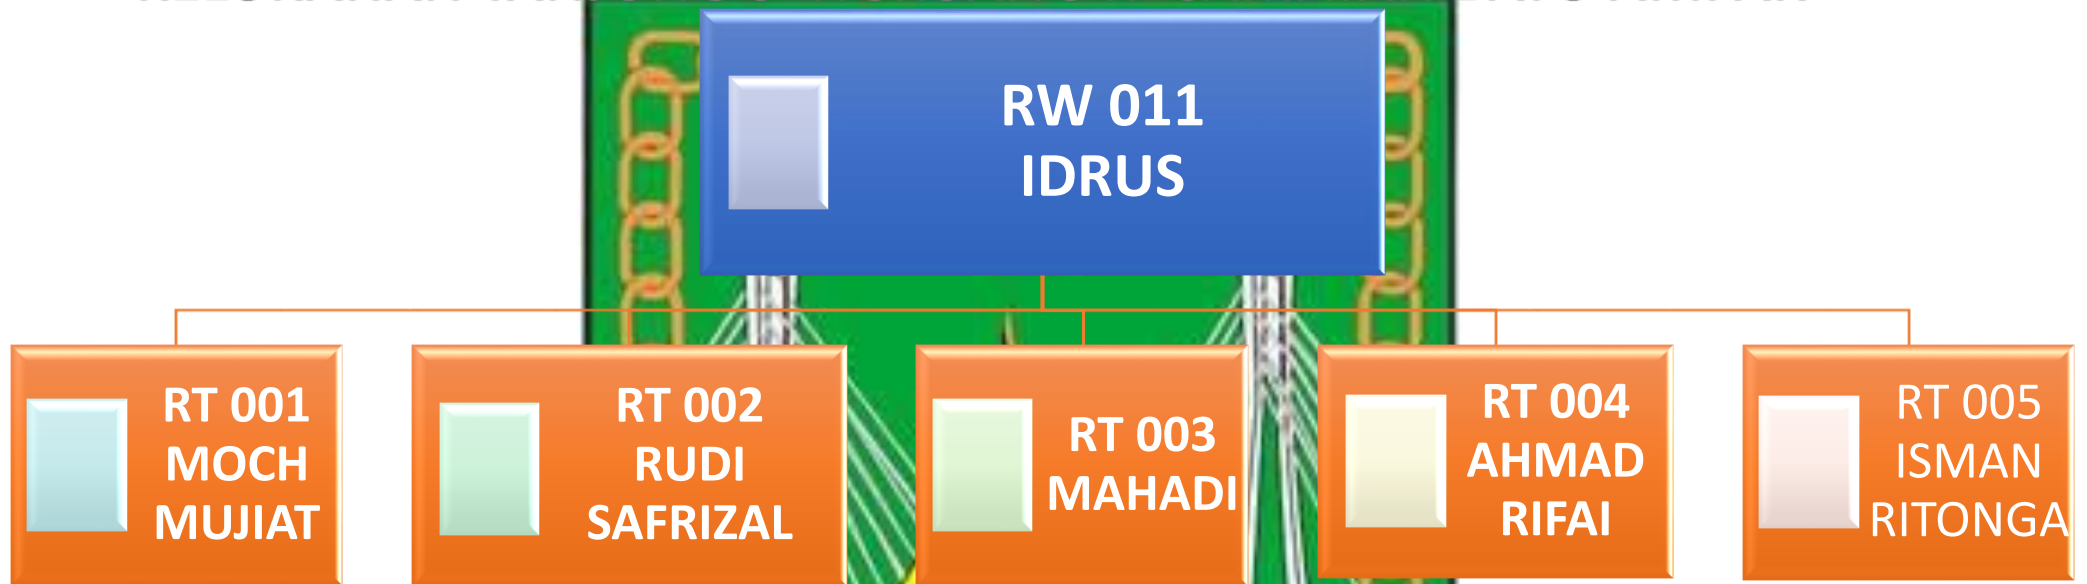 RW 011
IDRUS
RT 001
MOCH
MUJIAT
RT 002
RUDI
SAFRIZAL
RT 003
MAHADI
RT 004
AHMAD
RIFAI
RT 005
ISMAN
RITONGA